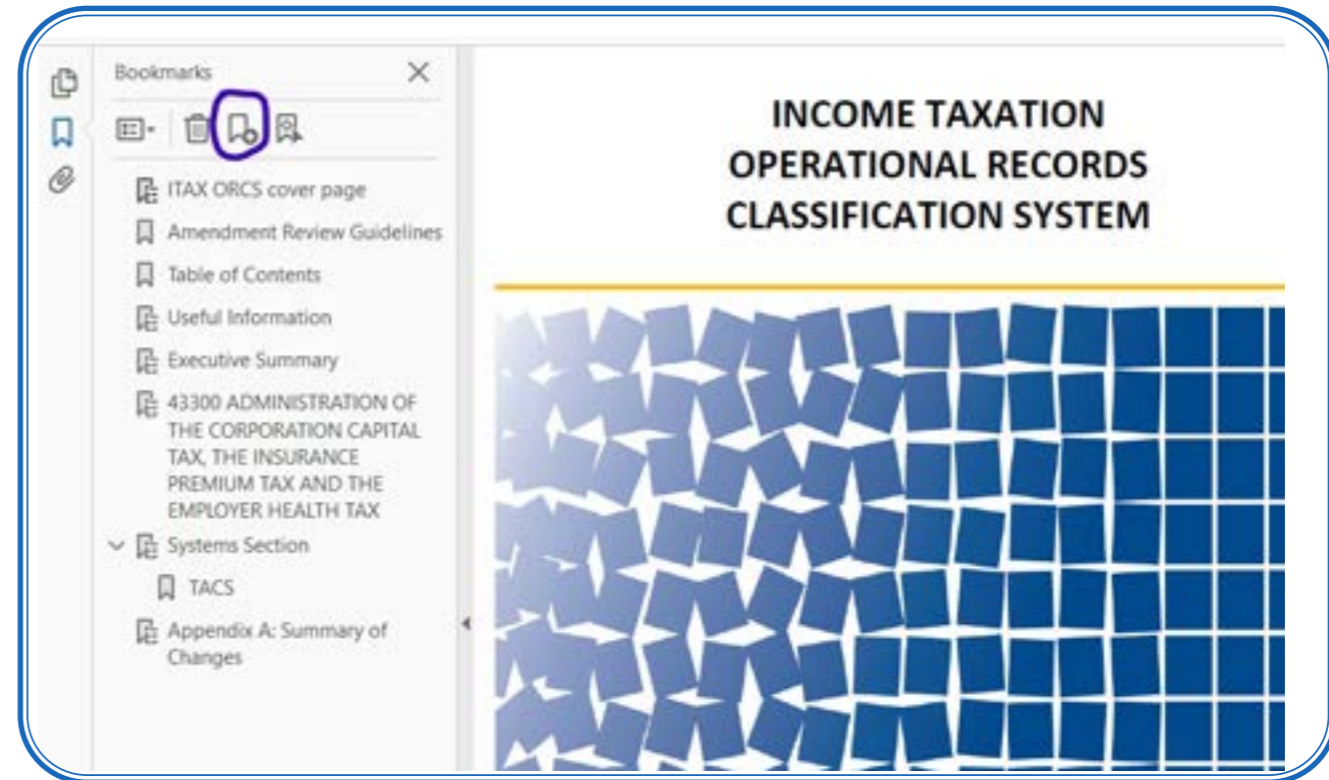 Bookmarks
ITAX ORCS cover page
Amendment Review Guidelines
Table of Contents
Useful Information
Executive Summary
43300 ADMINISTRATION OF
THE CORPORATION CAPITAL
TAX, THE INSURANCE
PREMIUM TAX AND THE
EMPLOYER HEALTH TAX
Systems Section
TACS
Appendix A: Summary of
Changes
INCOME TAXATION
OPERATIONAL RECORDS
CLASSIFICATION SYSTEM